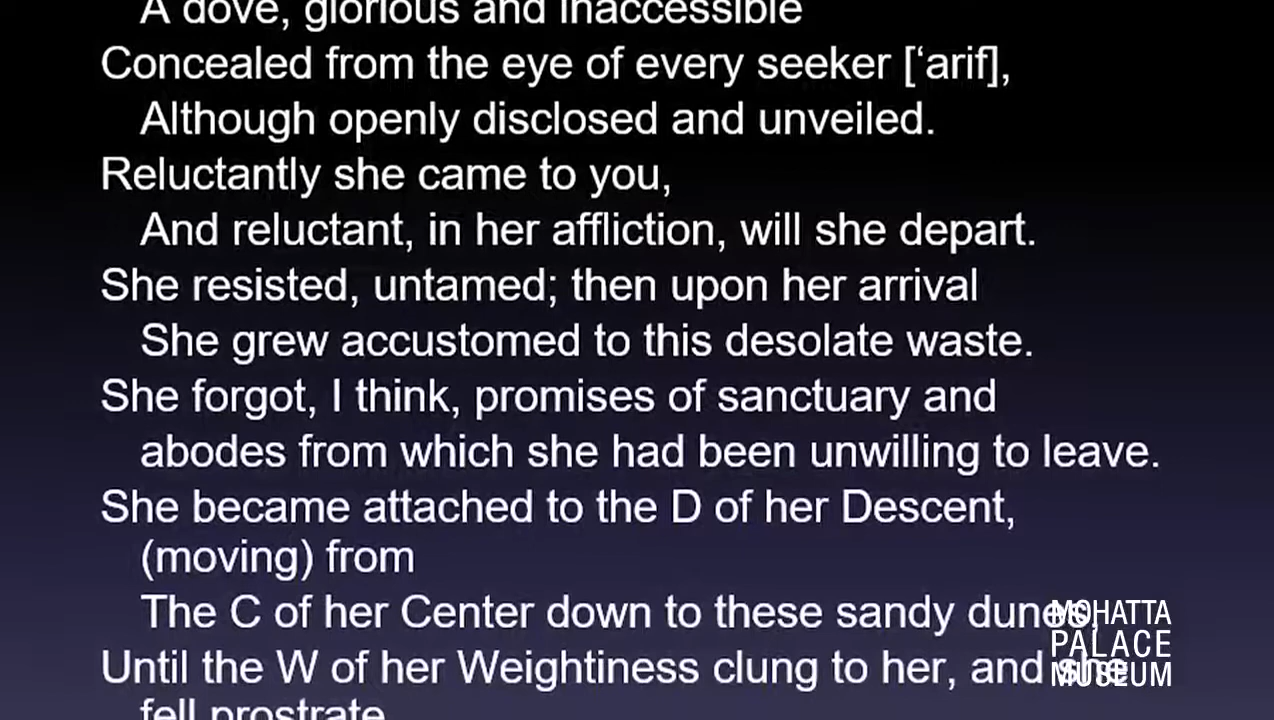 A dove, glorious and inaccessible
Concealed from the eye of every seeker [‘arif],
Although openly disclosed and unveiled.
Reluctantly she came to you,
And reluctant, in her affliction, will she depart.
She resisted, untamed; then upon her arrival
She grew accustomed to this desolate waste.
She forgot, I think, promises of sanctuary and
abodes from which she had been unwilling to leave.
She became attached to the D of her Descent,
(moving) from
The C of her Center down to these sandy dunes,
Until the W of her Weightiness clung to her, and she
fell prostrate
MOHATTA
PALACE
MUSEUM